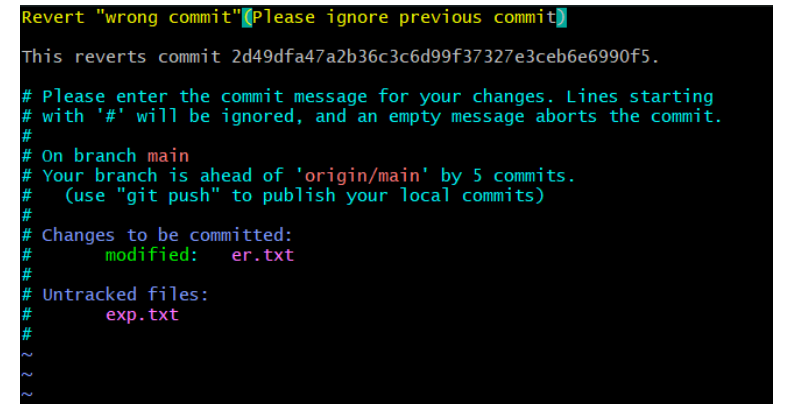 Revert "wrong commit"(Please ignore previous commit)
This reverts commit 2d49dfa47a2b36c3c6d99f37327e3ceb6e6990f5.
# Please enter the commit message for your changes. Lines starting
# with '#' will be ignored, and an empty message aborts the commit.
#
# On branch main
# Your branch is ahead of 'origin/main' by 5 commits.
#   (use "git push" to publish your local commits)
#
# Changes to be committed:
#       modified:   er.txt
#
# Untracked files:
#       exp.txt
#
~
~
~